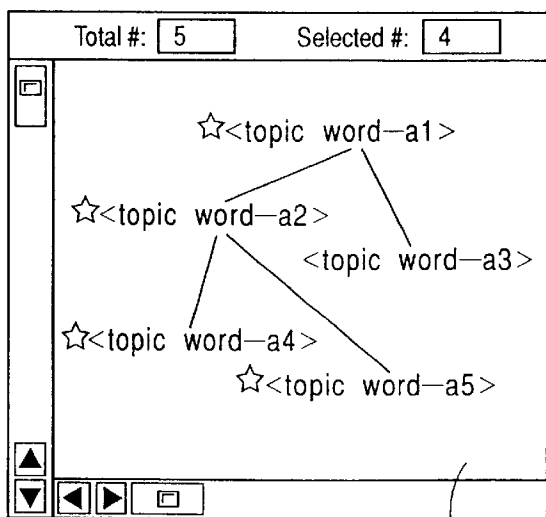 Total #: 5 Selected #: 4
☆<topic word—a1>
☆<topic word—a2>
<topic word—a3>
☆<topic word—a4>
☆<topic word—a5>